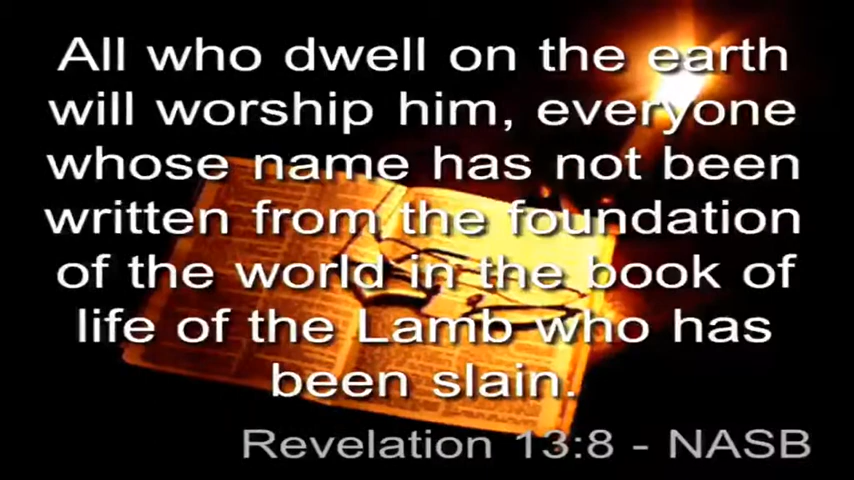 All who dwell on the earth
will worship him, everyone
whose name has not been
written from the foundation
of the world in the book of
life of the Lamb who has
been slain.
Revelation 13:8 - NASB